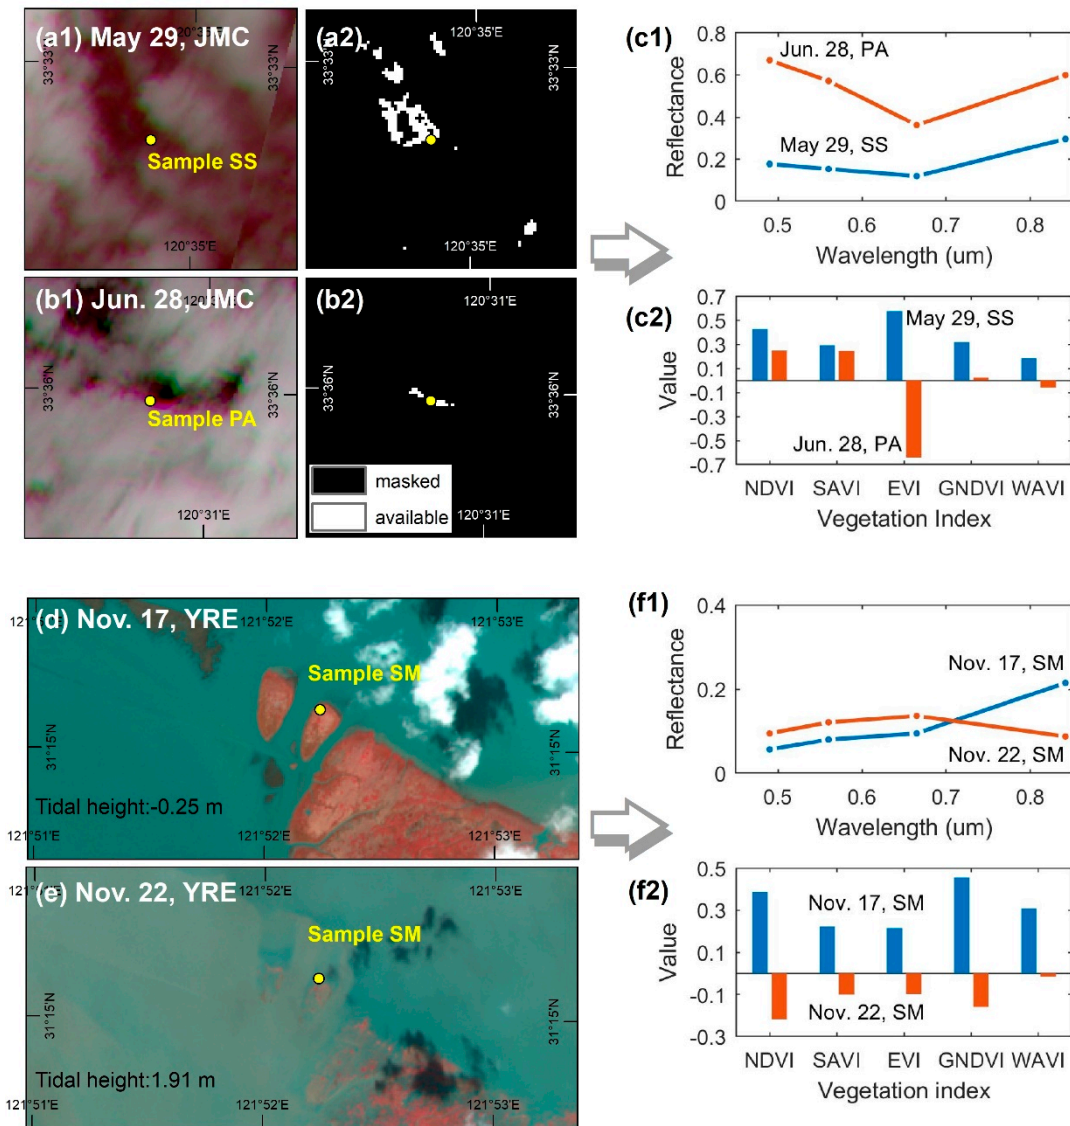 (a1) May 29, JMC
120°35'E
33°33'N
33°33'N
Sample SS
120°35'E
(a2)
120°35'E
33°33'N
33°33'N
120°35'E
(b1) Jun. 28, JMC
120°31'E
33°36'N
33°36'N
Sample PA
120°31'E
(b2)
120°31'E
33°36'N
33°36'N
masked
available
120°31'E
(c1)
0.8
0.6
0.4
0.2
0
Reflectance
Jun. 28, PA
May 29, SS
0.5 0.6 0.7 0.8
Wavelength (um)
(c2)
0.7
0.5
0.3
0.1
-0.1
-0.3
-0.5
-0.7
Value
May 29, SS
Jun. 28, PA
NDVI SAVI EVI GNDVI WAVI
Vegetation Index
(d) Nov. 17, YRE
121°52'E
121°53'E
Sample SM
31°15'N
31°15'N
Tidal height:-0.25 m
121°51'E
121°52'E
121°53'E
(e) Nov. 22, YRE
121°52'E
121°53'E
Sample SM
31°15'N
31°15'N
Tidal height:1.91 m
121°51'E
121°52'E
121°53'E
(f1)
0.4
0.2
0
Reflectance
Nov. 17, SM
Nov. 22, SM
0.5 0.6 0.7 0.8
Wavelength (um)
(f2)
0.5
0.3
0.1
-0.1
-0.3
Value
Nov. 17, SM
Nov. 22, SM
NDVI SAVI EVI GNDVI WAVI
Vegetation index